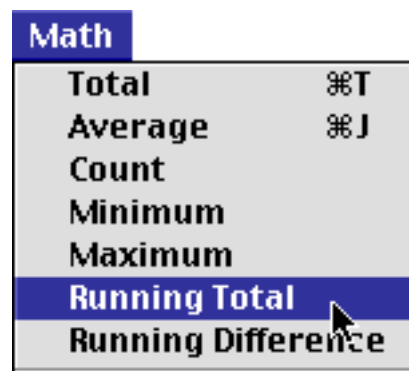 Math
Total ⌘T
Average ⌘J
Count
Minimum
Maximum
Running Total
Running Difference